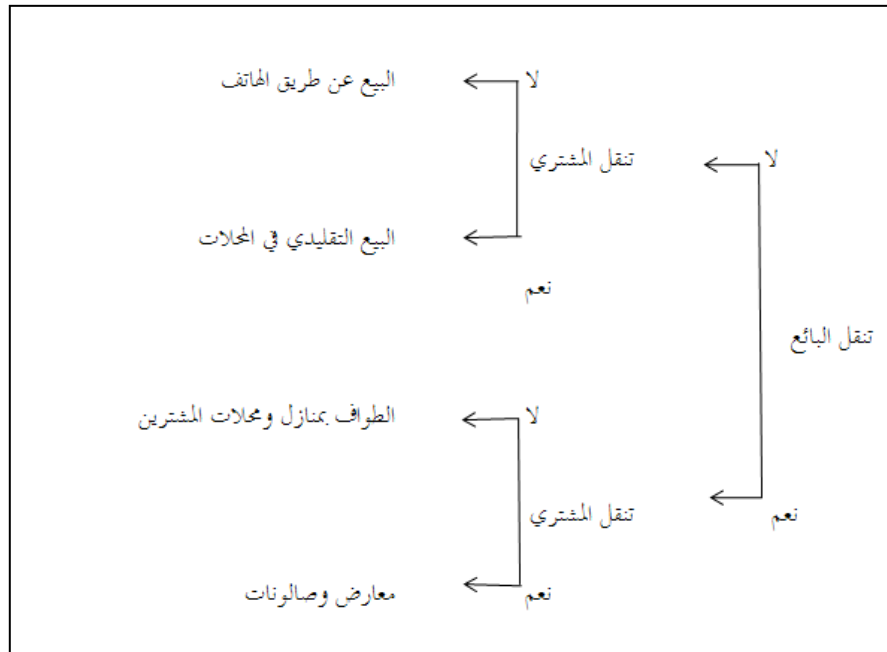 لا
البيع عن طريق الهاتف
لا
تنقل المشتري
البيع التقليدي في المحلات
نعم
تنقل البائع
لا
الطواف بمنازل ومحلات المشترين
نعم
تنقل المشتري
نعم
معارض وصالونات